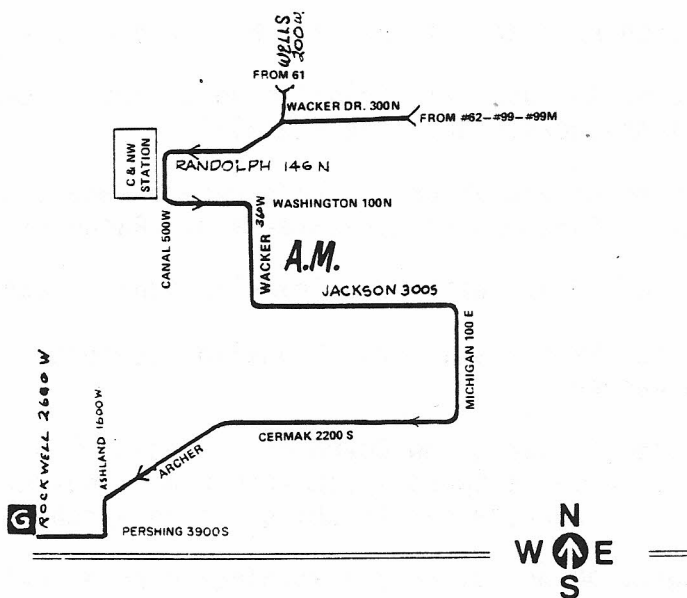 WELLS
200W.
FROM 61
WACKER DR. 300N
FROM #62-#99-#99M
C & NW
STATION
RANDOLPH 146 N
CANAL 500W
WASHINGTON 100N
WACKER 360W
A.M.
JACKSON 300S
MICHIGAN 100 E
CERMAK 2200 S
ARCHER
ROCKWELL 2600 W
ASHLAND 1600W
G
PERSHING 3900S
N
W E
S